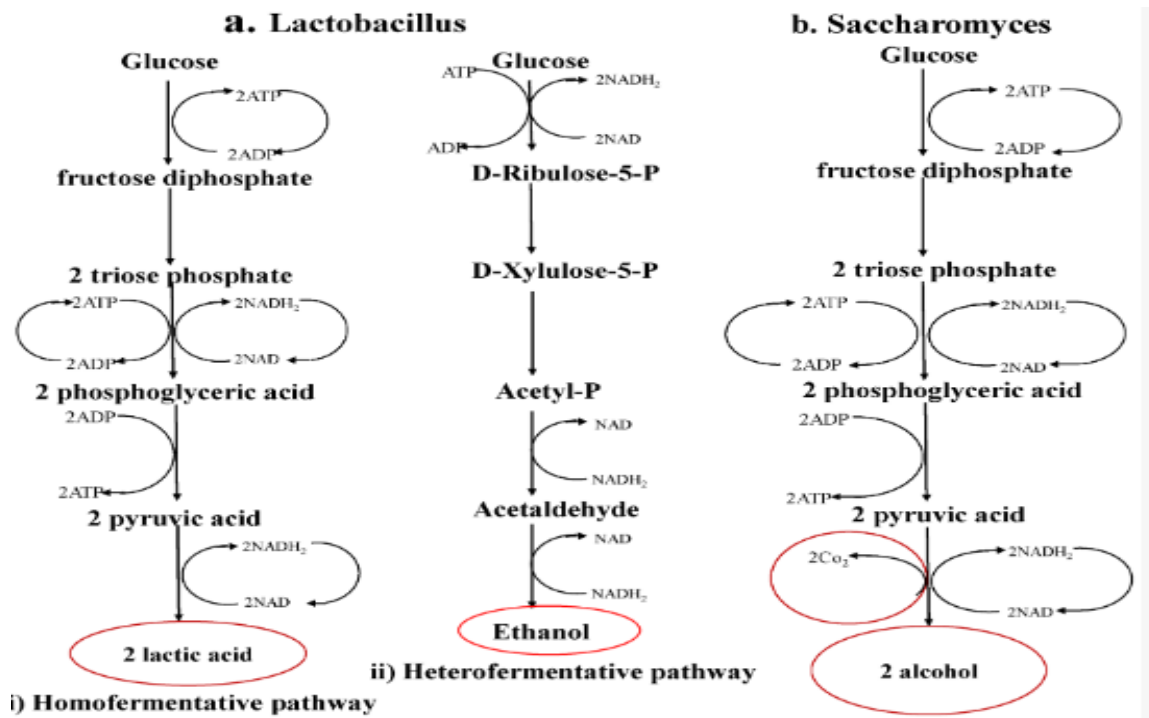 a. Lactobacillus
Glucose
2ATP
2ADP
fructose diphosphate
2 triose phosphate
2ATP
2NADH₂
2ADP
2NAD
2 phosphoglyceric acid
2ADP
2ATP
2 pyruvic acid
2NADH₂
2NAD
2 lactic acid
i) Homofermentative pathway
Glucose
ATP
2NADH₂
ADP
2NAD
D-Ribulose-5-P
D-Xylulose-5-P
Acetyl-P
NAD
NADH₂
Acetaldehyde
NAD
NADH₂
Ethanol
ii) Heterofermentative pathway
b. Saccharomyces
Glucose
2ATP
2ADP
fructose diphosphate
2 triose phosphate
2ATP
2NADH₂
2ADP
2NAD
2 phosphoglyceric acid
2ADP
2ATP
2 pyruvic acid
2Co₂
2NADH₂
2NAD
2 alcohol